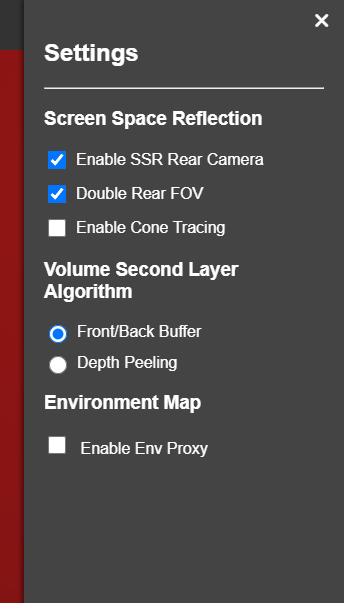 Settings
Screen Space Reflection
Enable SSR Rear Camera
Double Rear FOV
Enable Cone Tracing
Volume Second Layer
Algorithm
Front/Back Buffer
Depth Peeling
Environment Map
Enable Env Proxy